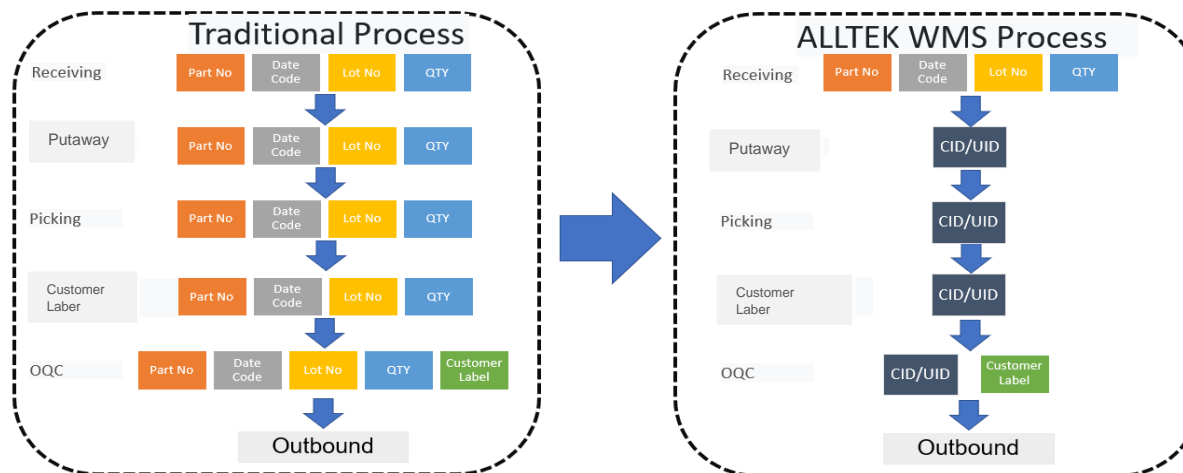 Traditional Process
Receiving
Part No
Date
Code
Lot No
QTY
Putaway
Part No
Date
Code
Lot No
QTY
Picking
Part No
Date
Code
Lot No
QTY
Customer
Laber
Part No
Date
Code
Lot No
QTY
OQC
Part No
Date
Code
Lot No
QTY
Customer
Label
Outbound
ALLTEK WMS Process
Receiving
Part No
Date
Code
Lot No
QTY
Putaway
CID/UID
Picking
CID/UID
Customer
Laber
CID/UID
OQC
CID/UID
Customer
Label
Outbound